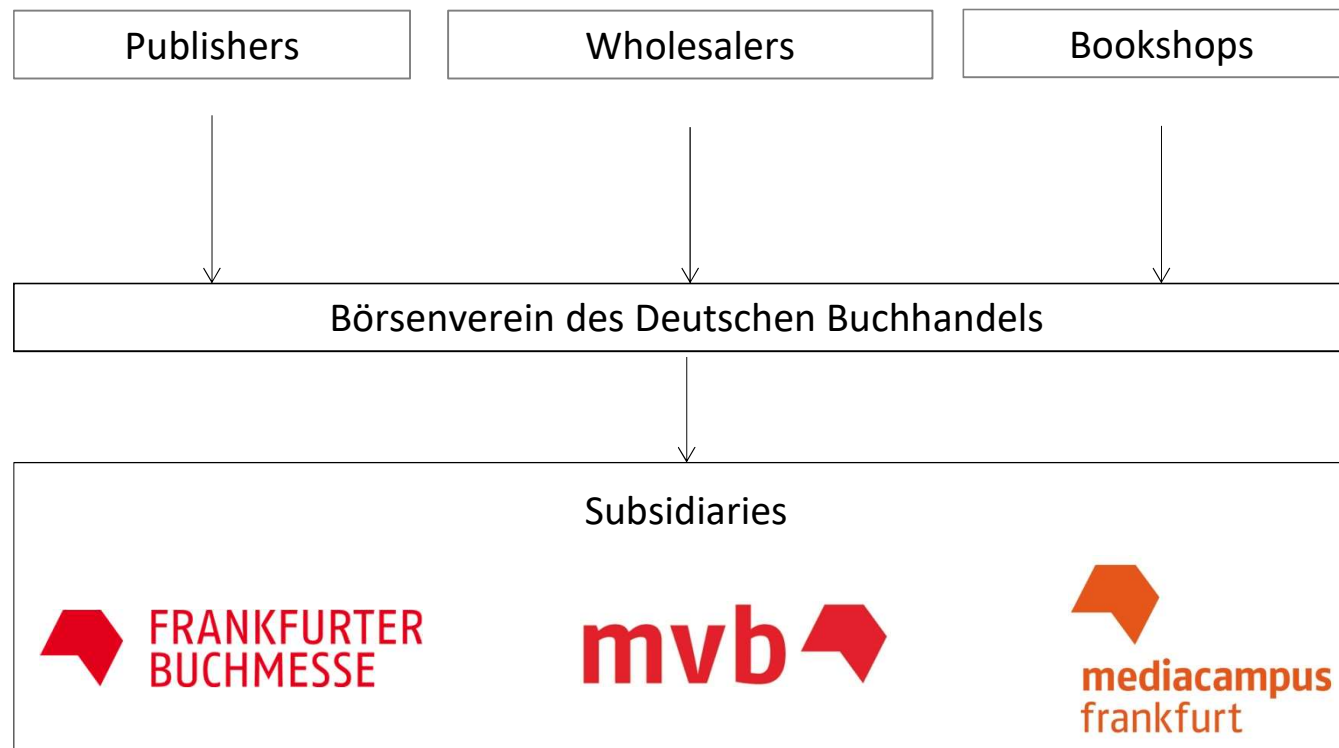 Publishers
Wholesalers
Bookshops
Börsenverein des Deutschen Buchhandels
Subsidiaries
FRANKFURTER
BUCHMESSE
mvb
mediacampus
frankfurt